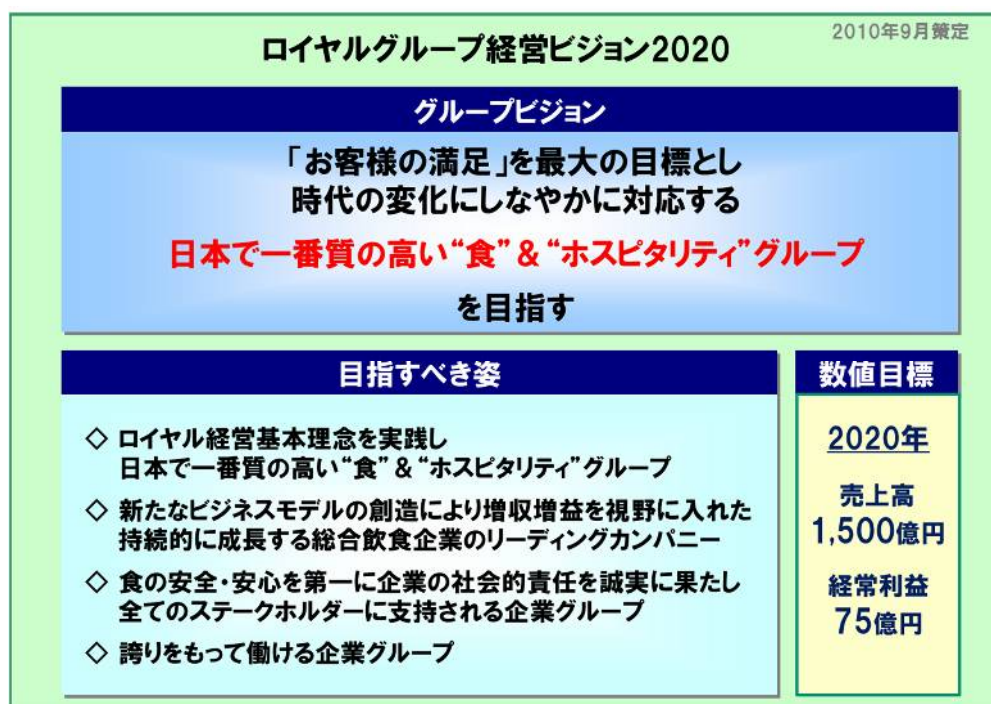 2010年9月策定
ロイヤルグループ経営ビジョン2020
グループビジョン
「お客様の満足」を最大の目標とし
時代の変化にしなやかに対応する
日本で一番質の高い“食”&“ホスピタリティ”グループ
を目指す
目指すべき姿
◇ ロイヤル経営基本理念を実践し
日本で一番質の高い“食”&“ホスピタリティ”グループ
◇ 新たなビジネスモデルの創造により増収増益を視野に入れた
持続的に成長する総合飲食企業のリーディングカンパニー
◇ 食の安全・安心を第一に企業の社会的責任を誠実に果たし
全てのステークホルダーに支持される企業グループ
◇ 誇りをもって働ける企業グループ
数値目標
2020年
売上高
1,500億円
経常利益
75億円